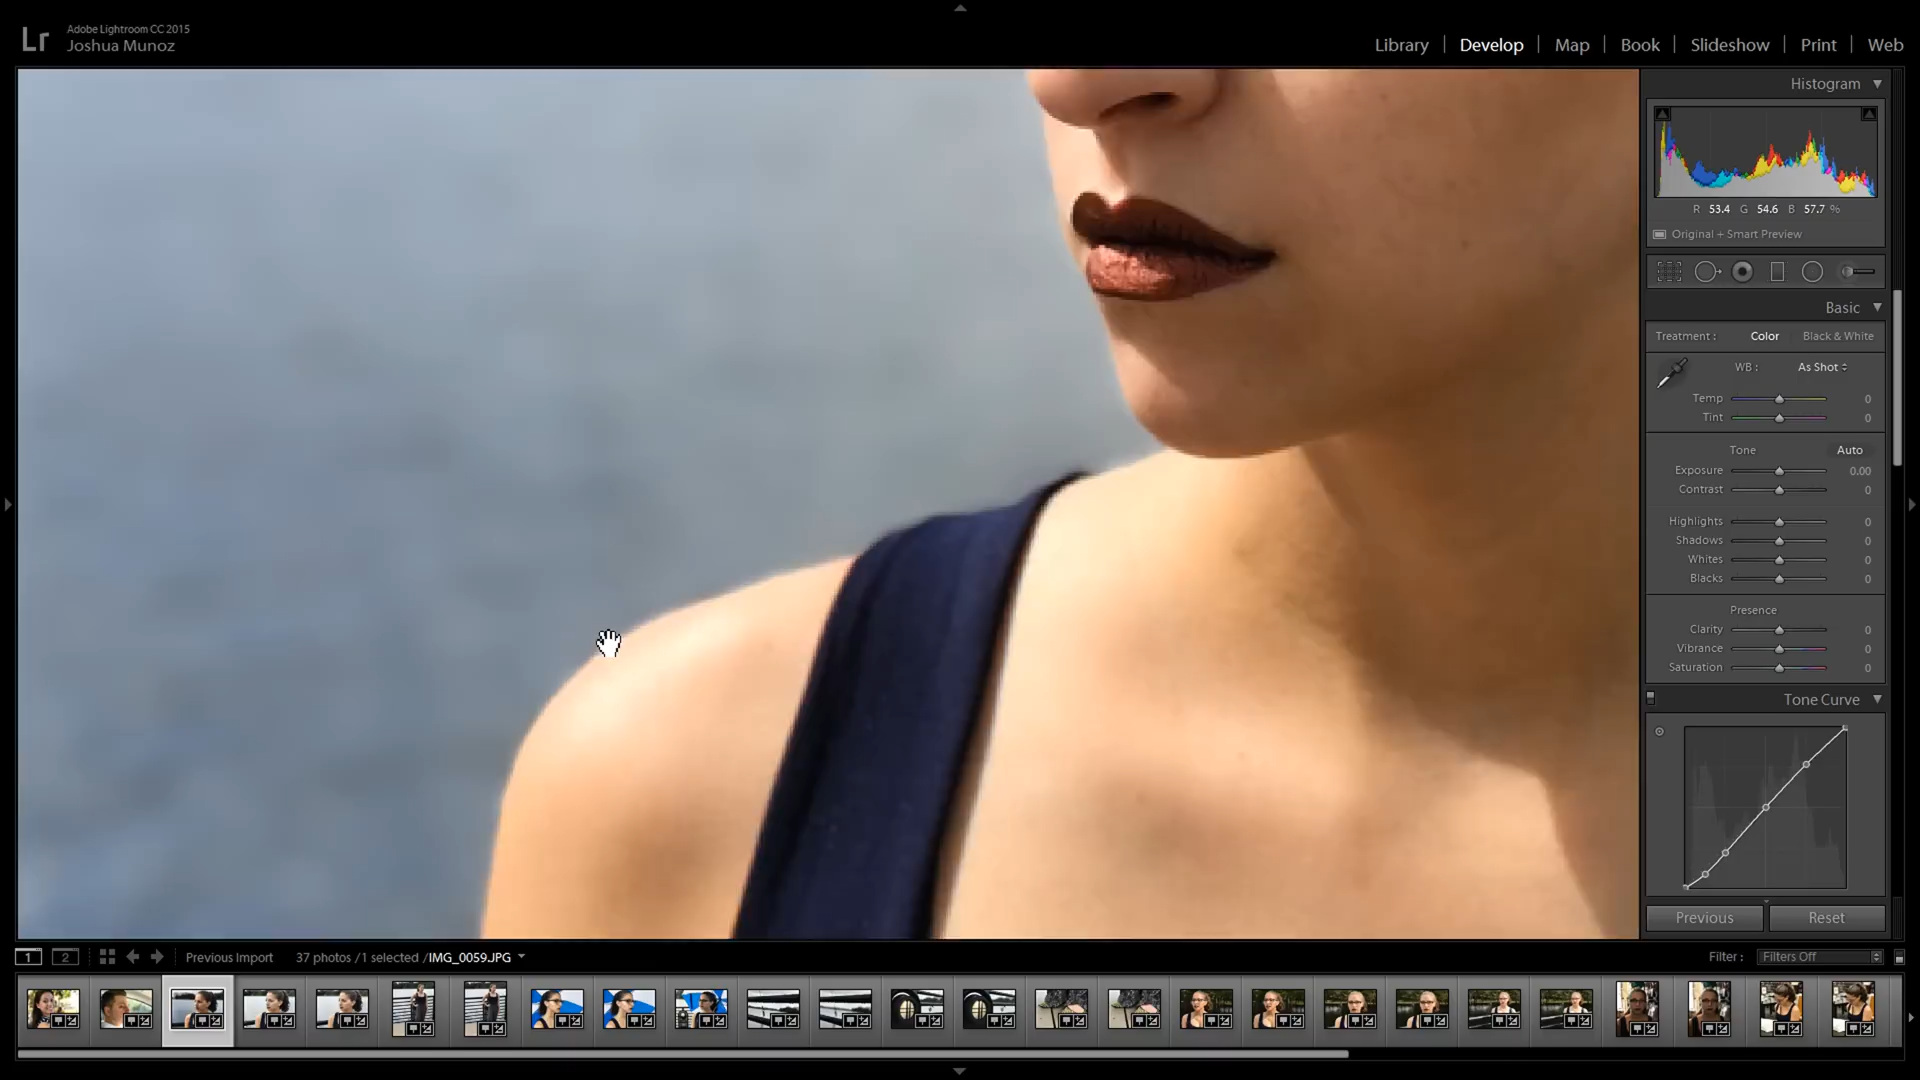 Lr
Adobe Lightroom CC 2015
Joshua Munoz
Library | Develop | Map | Book | Slideshow | Print | Web
Histogram
R 53.4 G 54.6 B 57.7 %
Original + Smart Preview
Basic
Treatment : Color Black & White
WB : As Shot
Temp 0
Tint 0
Tone Auto
Exposure 0.00
Contrast 0
Highlights 0
Shadows 0
Whites 0
Blacks 0
Presence
Clarity 0
Vibrance 0
Saturation 0
Tone Curve
Previous Reset
1 2 Previous Import 37 photos /1 selected /IMG_0059.JPG Filter : Filters Off